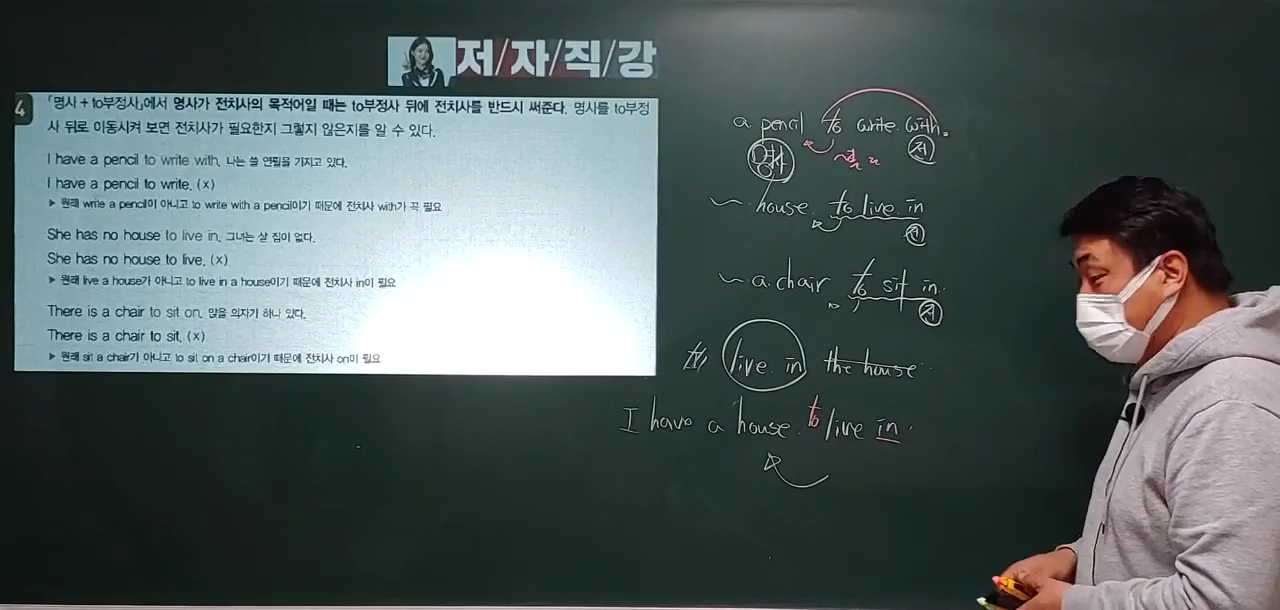 저/자/직/강
4
「명사 + to부정사」에서 명사가 전치사의 목적어일 때는 to부정사 뒤에 전치사를 반드시 써준다. 명사를 to부정
사 뒤로 이동시켜 보면 전치사가 필요한지 그렇지 않은지를 알 수 있다.
I have a pencil to write with. 나는 쓸 연필을 가지고 있다.
I have a pencil to write. (x)
▶ 원래 write a pencil이 아니고 to write with a pencil이기 때문에 전치사 with가 꼭 필요
She has no house to live in. 그녀는 살 집이 없다.
She has no house to live. (x)
▶ 원래 live a house가 아니고 to live in a house이기 때문에 전치사 in이 필요
There is a chair to sit on. 앉을 의자가 하나 있다.
There is a chair to sit. (x)
▶ 원래 sit a chair가 아니고 to sit on a chair이기 때문에 전치사 on이 필요
a pencil to write with.
명사 전
~ house to live in
전
~ a chair to sit in
전
live in the house
I have a house to live in.